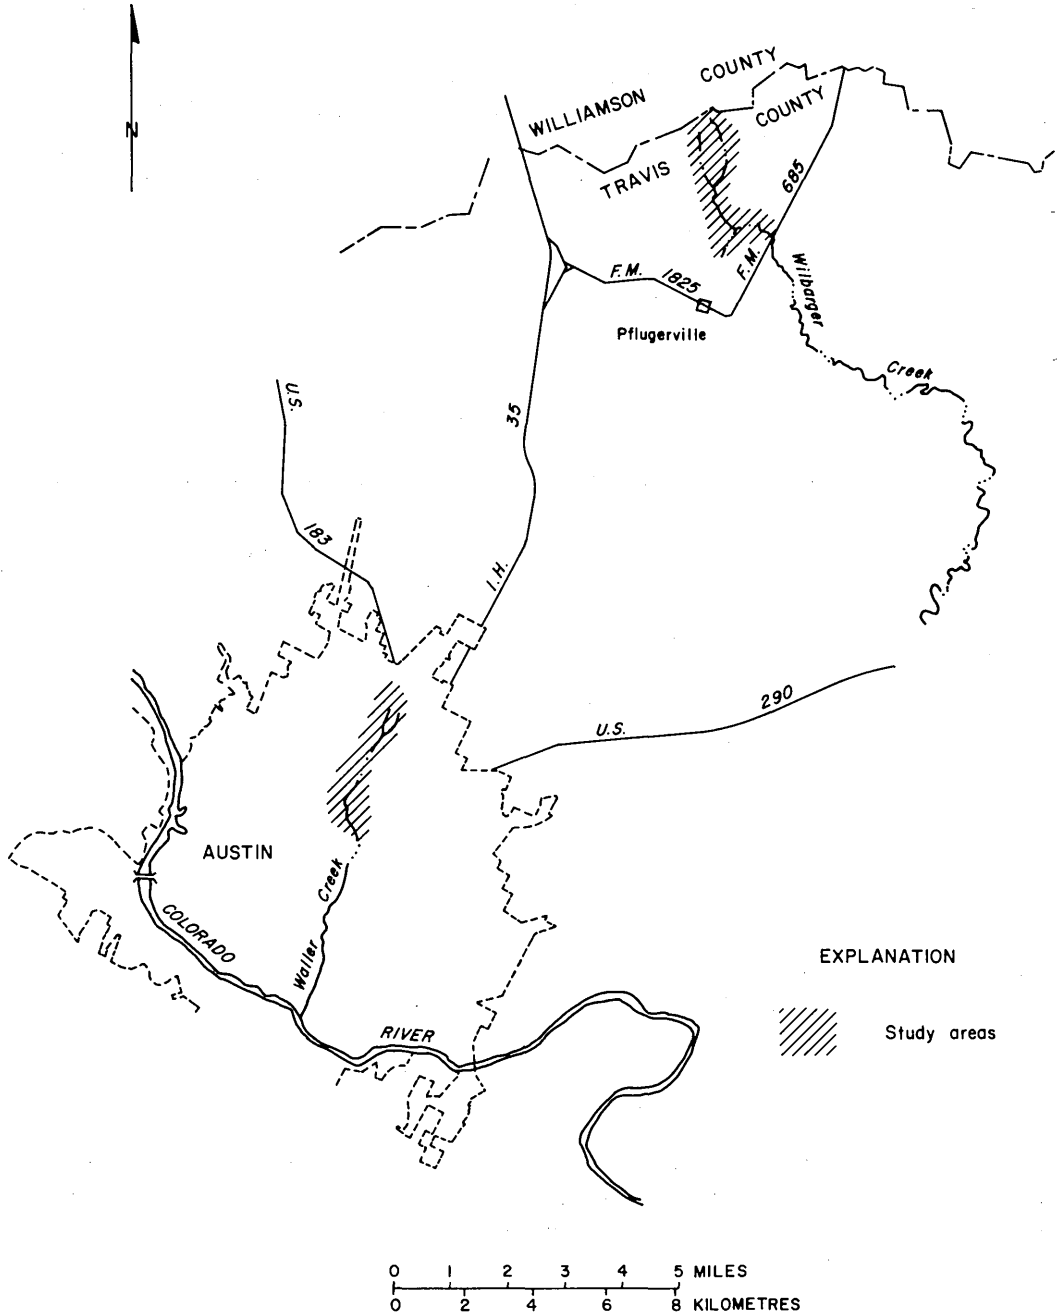 N
WILLIAMSON COUNTY
TRAVIS COUNTY
F.M. 685
F.M. 1825
Pflugerville
Wilbarger Creek
U.S. 183
I.H. 35
U.S. 290
AUSTIN
Waller Creek
COLORADO RIVER
EXPLANATION
Study areas
0 1 2 3 4 5 MILES
0 2 4 6 8 KILOMETRES